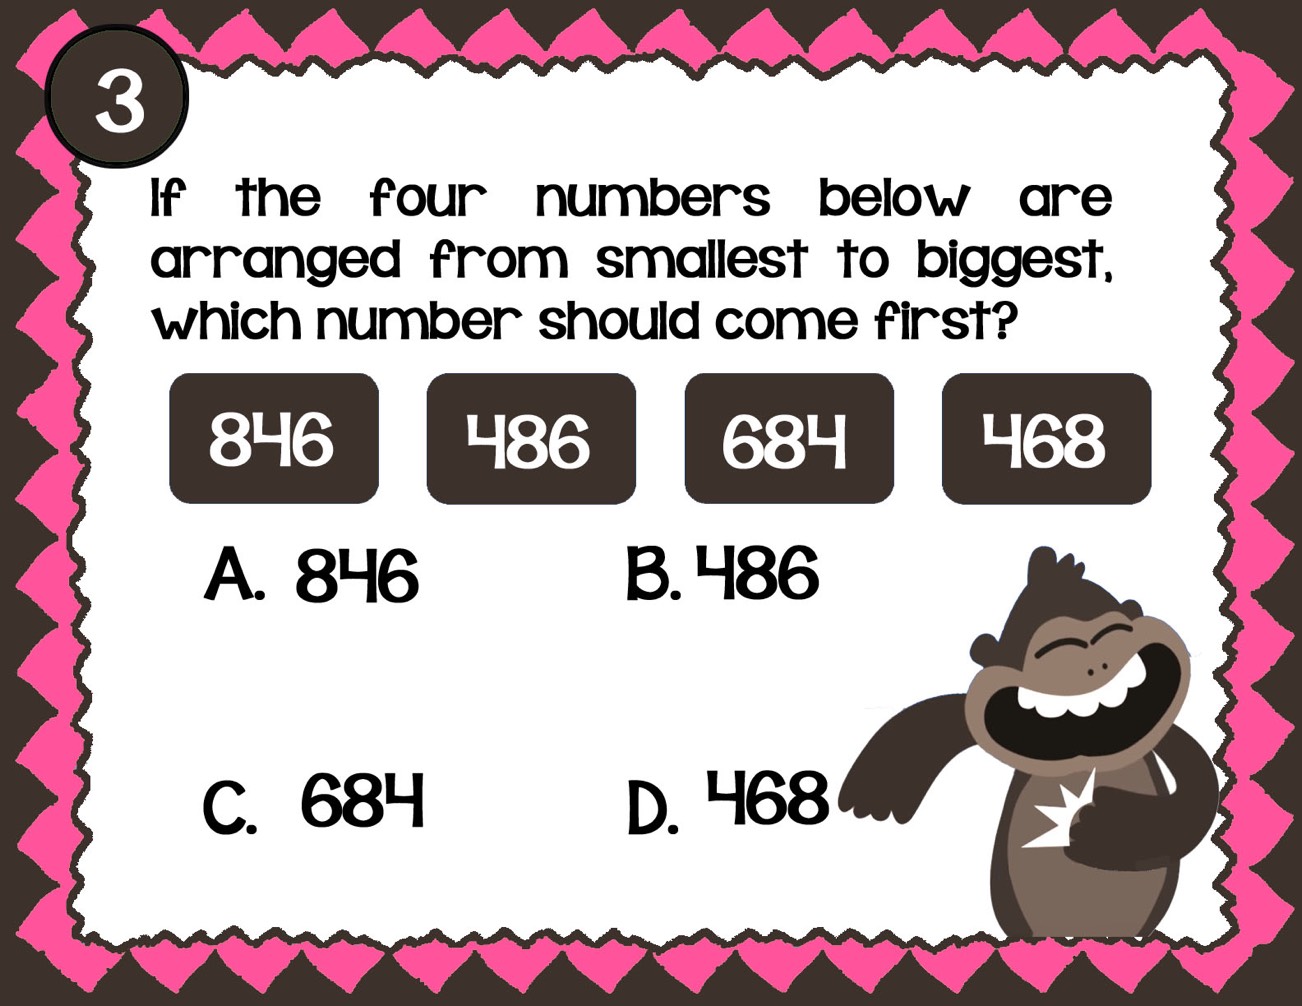 3
If the four numbers below are
arranged from smallest to biggest,
which number should come first?
846 486 684 468
A. 846 B. 486
C. 684 D. 468